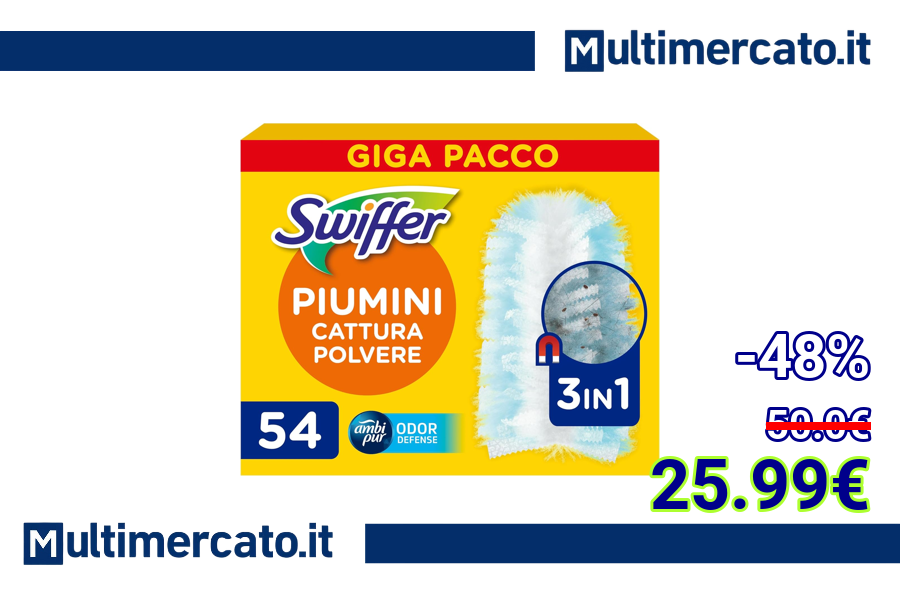 Multimercato.it
GIGA PACCO
Swiffer
PIUMINI
CATTURA
POLVERE
3IN1
54
ambi
pur
ODOR
DEFENSE
-48%
50.0€
25.99€
Multimercato.it